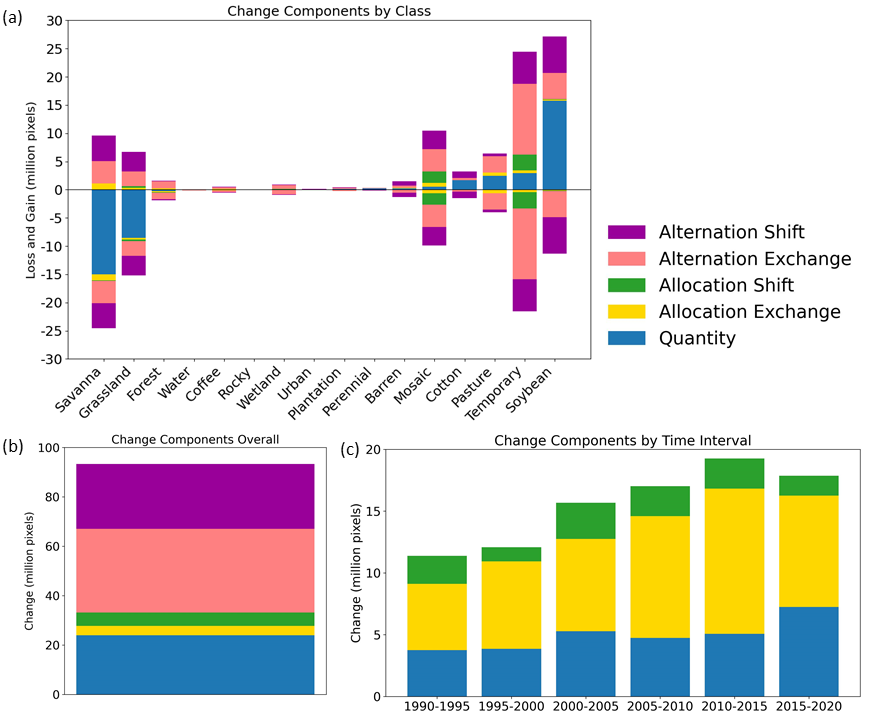 (a)
Change Components by Class
Loss and Gain (million pixels)
30
25
20
15
10
5
0
-5
-10
-15
-20
-25
-30
Savanna
Grassland
Forest
Water
Coffee
Rocky
Wetland
Urban
Plantation
Perennial
Barren
Mosaic
Cotton
Pasture
Temporary
Soybean
Alternation Shift
Alternation Exchange
Allocation Shift
Allocation Exchange
Quantity
(b)
Change Components Overall
Change (million pixels)
100
80
60
40
20
0
(c)
Change Components by Time Interval
Change (million pixels)
20
15
10
5
0
1990-1995
1995-2000
2000-2005
2005-2010
2010-2015
2015-2020